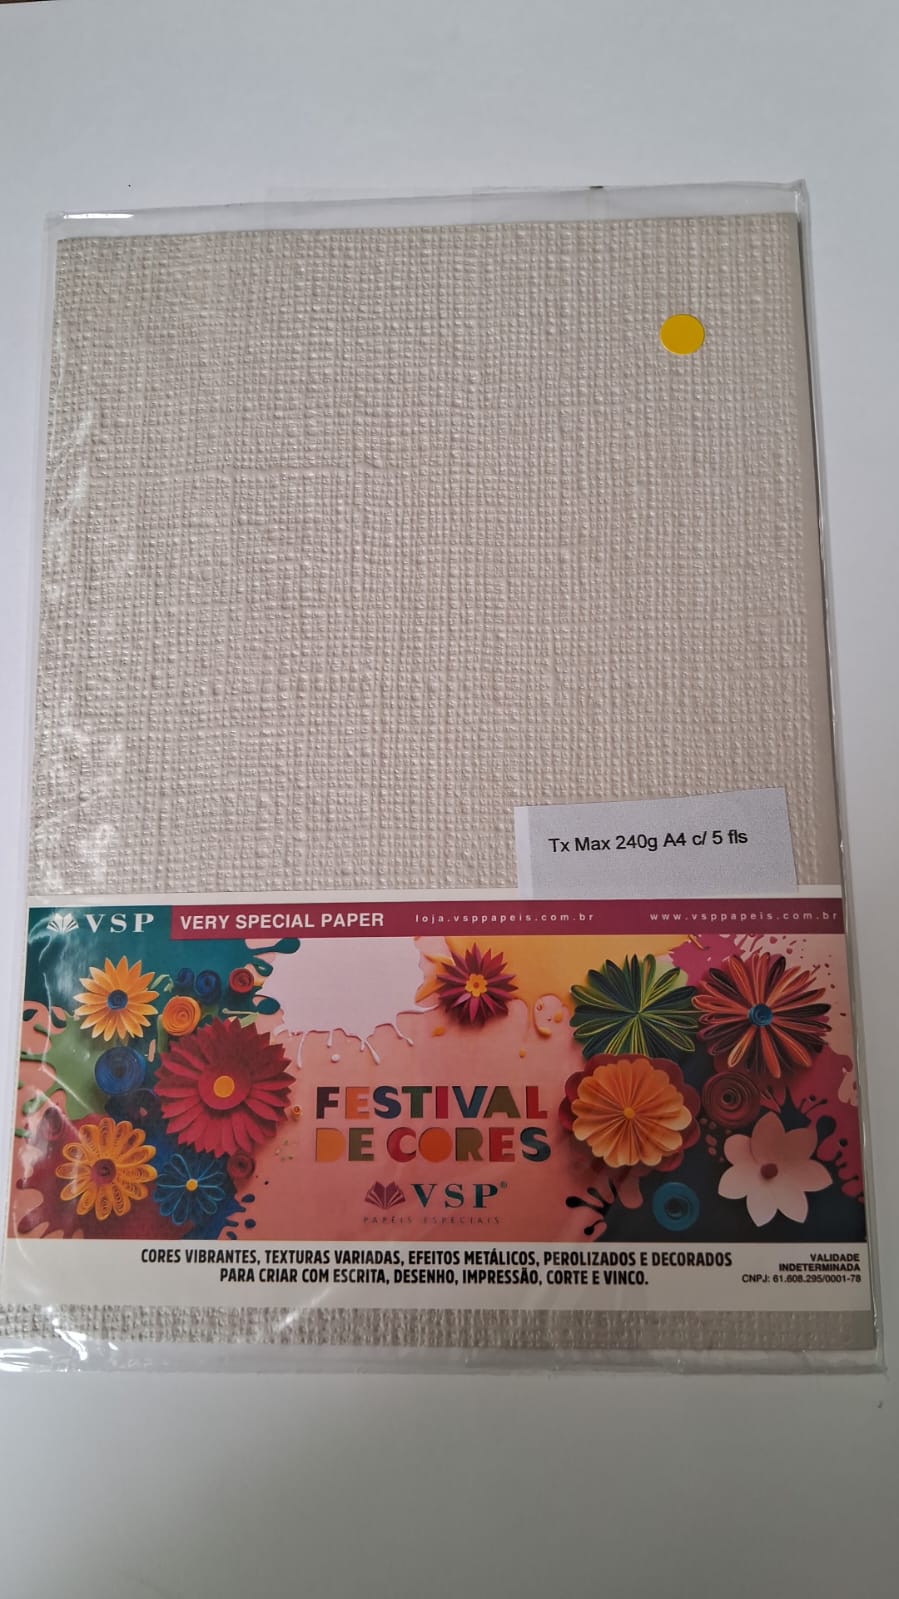 Tx Max 240g A4 c/ 5 fls
VSP
VERY SPECIAL PAPER
loja.vsppapeis.com.br
www.vsppapeis.com.br
FESTIVAL
DE CORES
VSP®
PAPÉIS ESPECIAIS
CORES VIBRANTES, TEXTURAS VARIADAS, EFEITOS METÁLICOS, PEROLIZADOS E DECORADOS
PARA CRIAR COM ESCRITA, DESENHO, IMPRESSÃO, CORTE E VINCO.
VALIDADE
INDETERMINADA
CNPJ: 61.608.295/0001-78